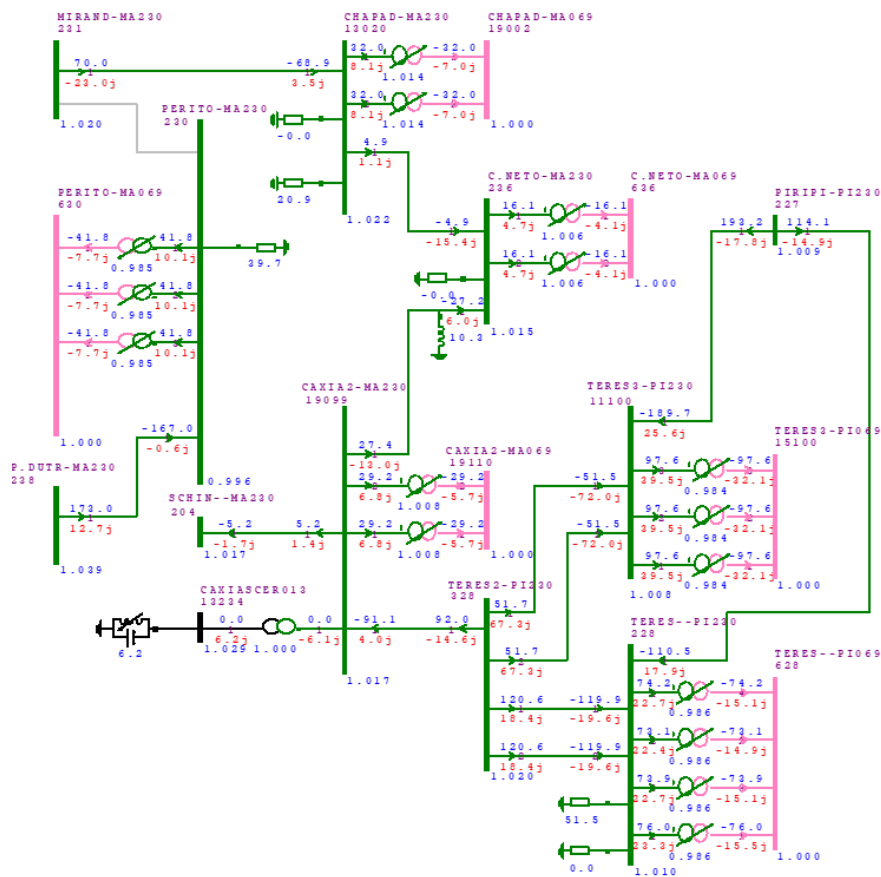 MIRAND-MA230
231
70.0
-23.0j
-68.9
3.5j
1.020
CHAPAD-MA230
13020
32.0
8.1j
1.014
-32.0
-7.0j
32.0
8.1j
1.014
-32.0
-7.0j
CHAPAD-MA069
19002
1.000
-0.0
20.9
4.9
1.1j
1.022
PERITO-MA230
230
PERITO-MA069
630
-41.8
-7.7j
0.985
41.8
10.1j
-41.8
-7.7j
0.985
41.8
10.1j
-41.8
-7.7j
0.985
41.8
10.1j
39.7
1.000
-167.0
-0.6j
0.996
P.DUTR-MA230
238
173.0
12.7j
1.039
C.NETO-MA230
236
-4.9
-15.4j
16.1
4.7j
1.006
-16.1
-4.1j
16.1
4.7j
1.006
-16.1
-4.1j
C.NETO-MA069
636
1.000
-0.0
-27.2
6.0j
10.3
1.015
PIRIPI-PI230
227
193.2
-17.8j
114.1
-14.9j
1.009
CAXIA2-MA230
19099
27.4
-13.0j
29.2
6.8j
1.008
-29.2
-5.7j
29.2
6.8j
1.008
-29.2
-5.7j
CAXIA2-MA069
19110
1.000
SCHIN--MA230
204
-5.2
-1.7j
5.2
1.4j
1.017
CAXIASCER013
13234
6.2
0.0
6.2j
1.029
1.000
0.0
-6.1j
-91.1
4.0j
92.0
-14.6j
1.017
TERES3-PI230
11100
-189.7
25.6j
-51.5
-72.0j
-51.5
-72.0j
97.6
39.5j
0.984
-97.6
-32.1j
97.6
39.5j
0.984
-97.6
-32.1j
97.6
39.5j
0.984
-97.6
-32.1j
TERES3-PI069
15100
1.000
1.008
TERES2-PI230
328
51.7
67.3j
51.7
67.3j
120.6
18.4j
-119.9
-19.6j
120.6
18.4j
-119.9
-19.6j
1.020
TERES--PI230
228
-110.5
17.9j
74.2
22.7j
0.986
-74.2
-15.1j
73.1
22.4j
0.986
-73.1
-14.9j
73.9
22.7j
0.986
-73.9
-15.1j
76.0
23.3j
0.986
-76.0
-15.5j
TERES--PI069
628
1.000
51.5
0.0
1.010